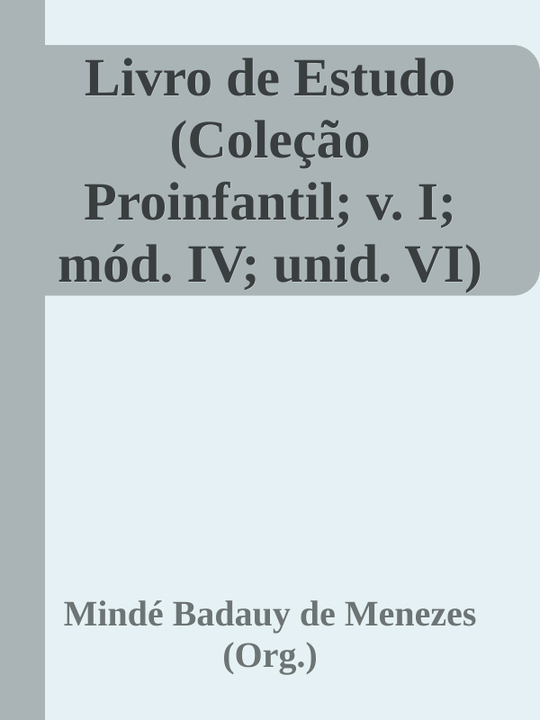 Livro de Estudo
(Coleção
Proinfantil; v. I;
mód. IV; unid. VI)
Mindé Badauy de Menezes
(Org.)